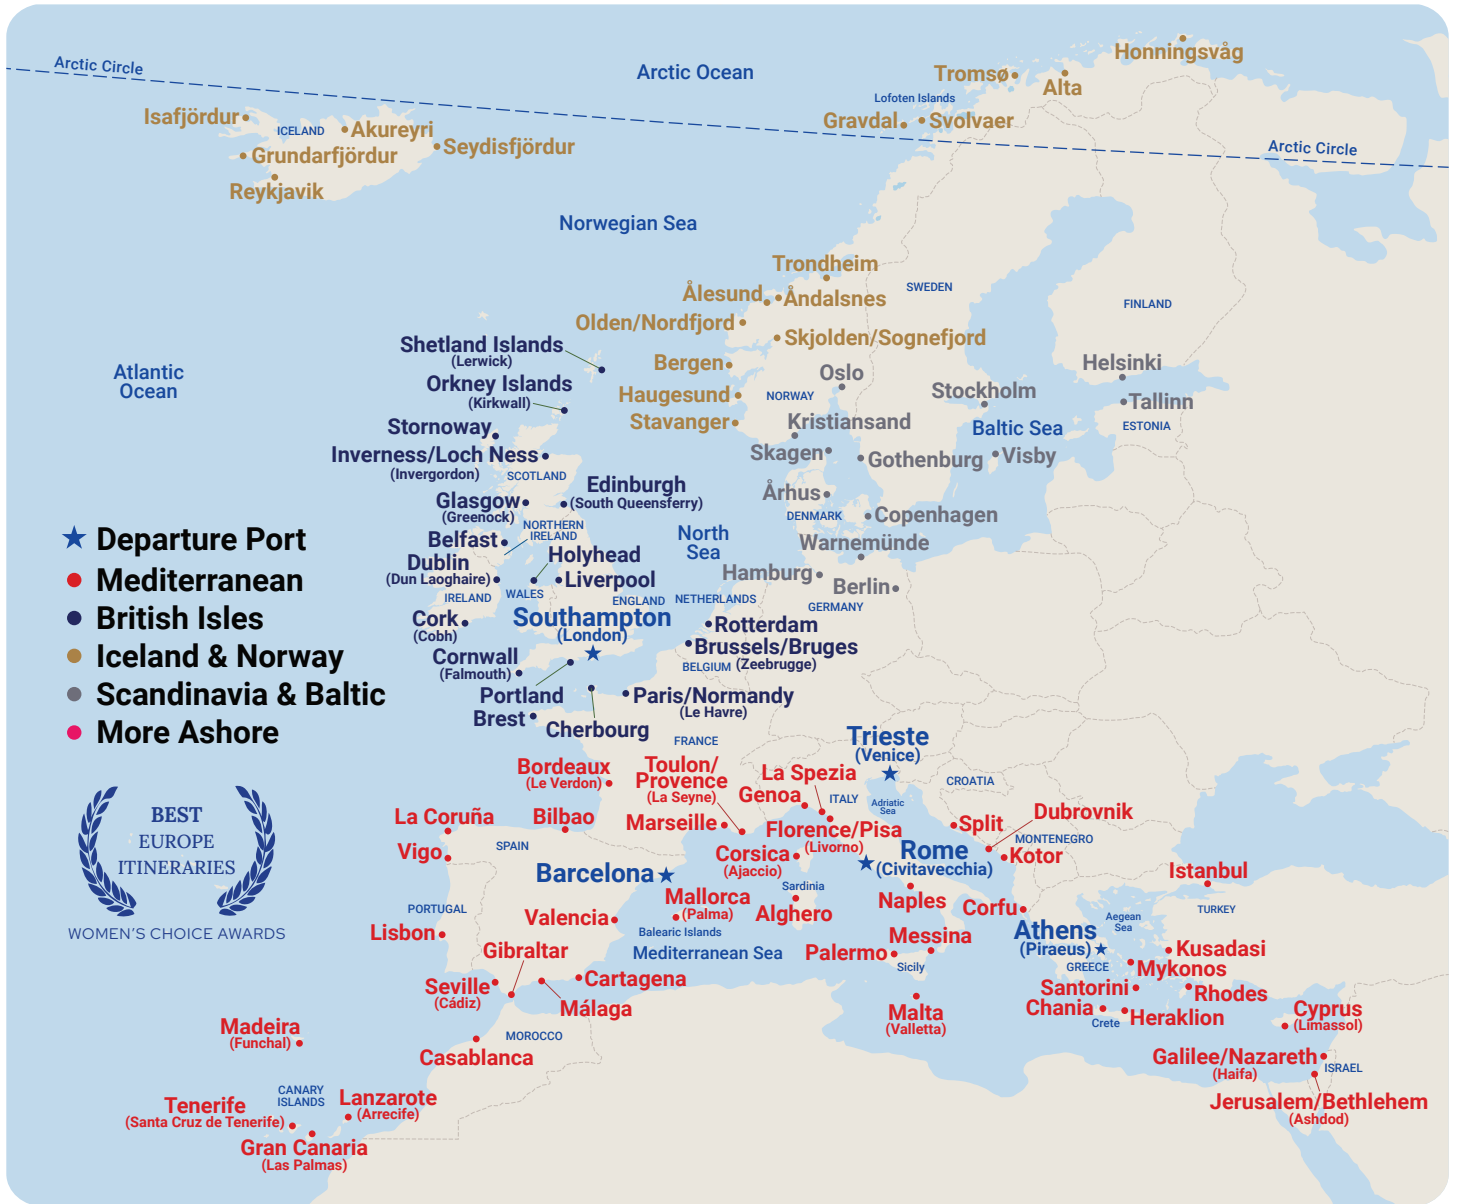 Arctic Circle
Arctic Ocean
Honningsvåg
Tromsø
Alta
Lofoten Islands
Gravdal
Svolvaer
Arctic Circle
Isafjördur
ICELAND
Akureyri
Grundarfjördur
Seydisfjördur
Reykjavik
Norwegian Sea
Trondheim
Ålesund
Åndalsnes
SWEDEN
FINLAND
Olden/Nordfjord
Skjolden/Sognefjord
Shetland Islands
(Lerwick)
Bergen
Oslo
Helsinki
Atlantic
Ocean
Orkney Islands
(Kirkwall)
Haugesund
NORWAY
Stockholm
Tallinn
Stornoway
Stavanger
Kristiansand
Baltic Sea
ESTONIA
Inverness/Loch Ness
(Invergordon)
SCOTLAND
Skagen
Gothenburg
Visby
Glasgow
(Greenock)
Edinburgh
(South Queensferry)
Århus
DENMARK
Copenhagen
NORTHERN
IRELAND
Belfast
North
Sea
Warnemünde
Dublin
(Dun Laoghaire)
Holyhead
Liverpool
Hamburg
Berlin
IRELAND
WALES
ENGLAND
NETHERLANDS
GERMANY
Cork
(Cobh)
Southampton
(London)
Rotterdam
Brussels/Bruges
(Zeebrugge)
BELGIUM
Cornwall
(Falmouth)
Portland
Paris/Normandy
(Le Havre)
Brest
Cherbourg
Departure Port
Mediterranean
British Isles
Iceland & Norway
Scandinavia & Baltic
More Ashore
FRANCE
Trieste
(Venice)
Bordeaux
(Le Verdon)
Toulon/
Provence
(La Seyne)
La Spezia
Genoa
ITALY
Adriatic
Sea
CROATIA
BEST
EUROPE
ITINERARIES
WOMEN'S CHOICE AWARDS
La Coruña
Bilbao
Marseille
Florence/Pisa
(Livorno)
Split
Dubrovnik
MONTENEGRO
Kotor
Vigo
SPAIN
Barcelona
Corsica
(Ajaccio)
Rome
(Civitavecchia)
Istanbul
Sardinia
Mallorca
(Palma)
Alghero
Naples
Corfu
TURKEY
PORTUGAL
Valencia
Balearic Islands
Aegean
Sea
Lisbon
Gibraltar
Mediterranean Sea
Palermo
Messina
Sicily
Athens
(Piraeus)
GREECE
Kusadasi
Mykonos
Seville
(Cádiz)
Cartagena
Málaga
Santorini
Rhodes
Malta
(Valletta)
Chania
Crete
Heraklion
Cyprus
(Limassol)
Madeira
(Funchal)
MOROCCO
Casablanca
Galilee/Nazareth
(Haifa)
ISRAEL
CANARY
ISLANDS
Lanzarote
(Arrecife)
Tenerife
(Santa Cruz de Tenerife)
Jerusalem/Bethlehem
(Ashdod)
Gran Canaria
(Las Palmas)